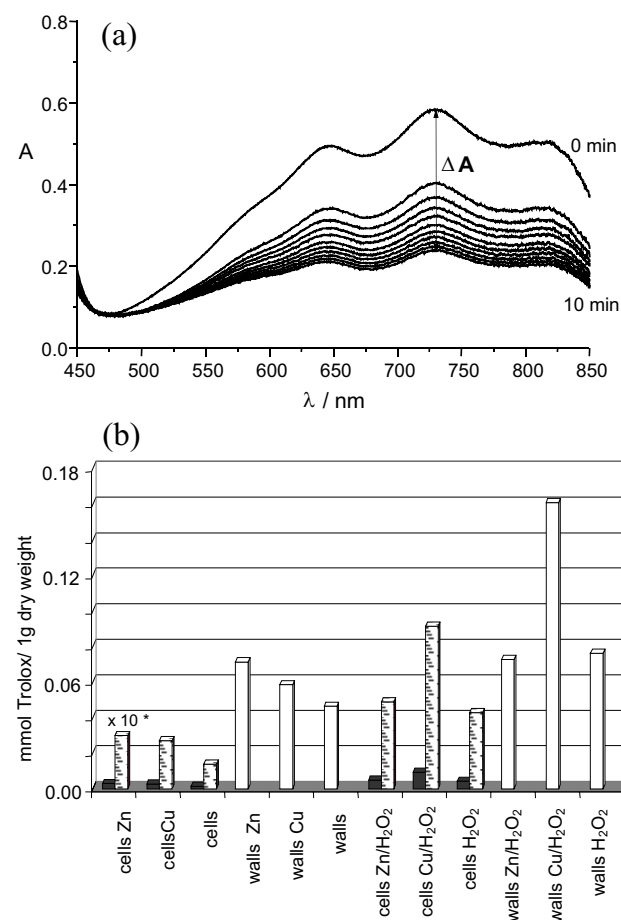 (a)
0.8
0.6
0.4
0.2
0.0
A
0 min
ΔA
10 min
450 500 550 600 650 700 750 800 850
λ / nm
(b)
mmol Trolox/ 1g dry weight
0.18
0.12
0.06
0.00
x 10 *
cells Zn
cellsCu
cells
walls Zn
walls Cu
walls
cells Zn/H₂O₂
cells Cu/H₂O₂
cells H₂O₂
walls Zn/H₂O₂
walls Cu/H₂O₂
walls H₂O₂